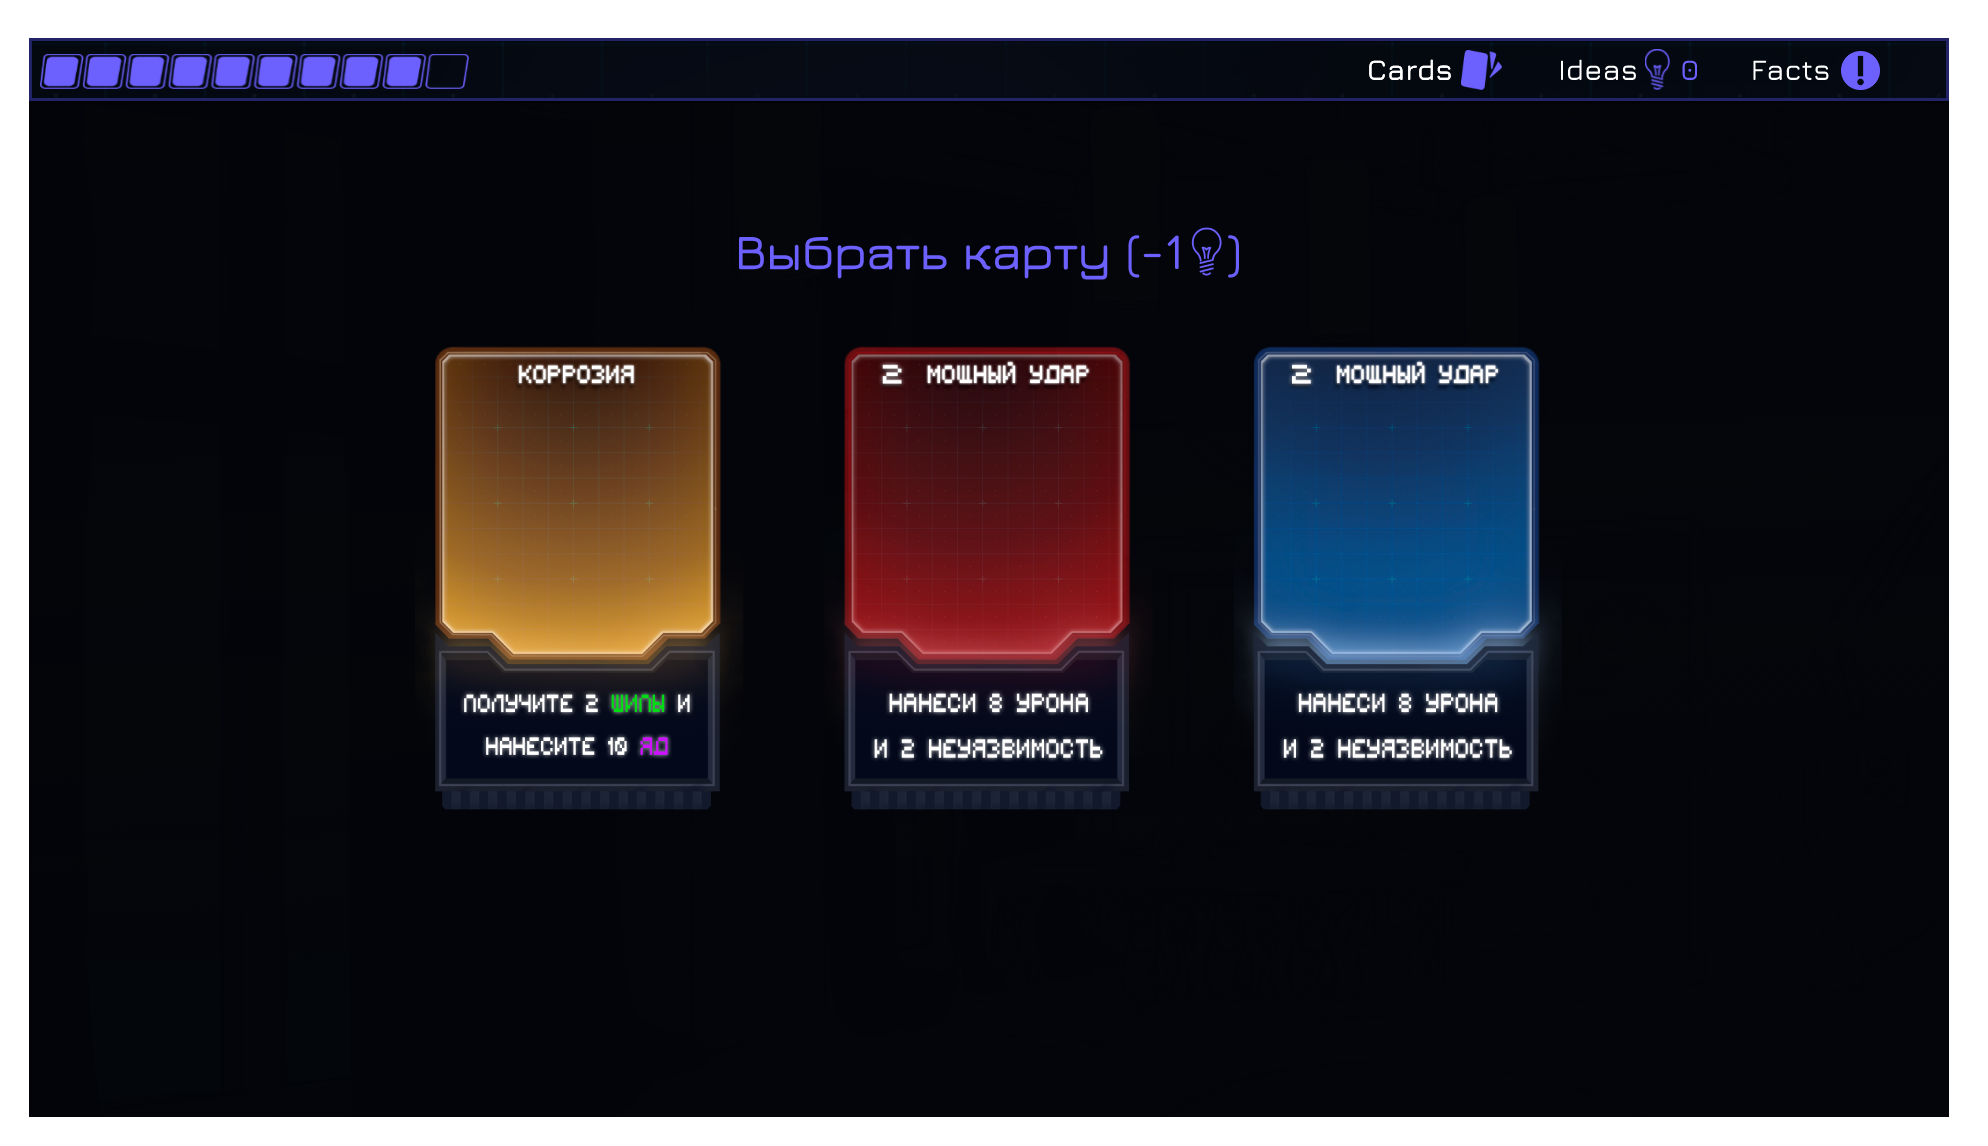 Cards Ideas 0 Facts
Выбрать карту (-1)
КОРРОЗИЯ
ПОЛУЧИТЕ 2 ШИПЫ И
НАНЕСИТЕ 10 ЯД
2 МОЩНЫЙ УДАР
НАНЕСИ 8 УРОНА
И 2 НЕУЯЗВИМОСТЬ
2 МОЩНЫЙ УДАР
НАНЕСИ 8 УРОНА
И 2 НЕУЯЗВИМОСТЬ